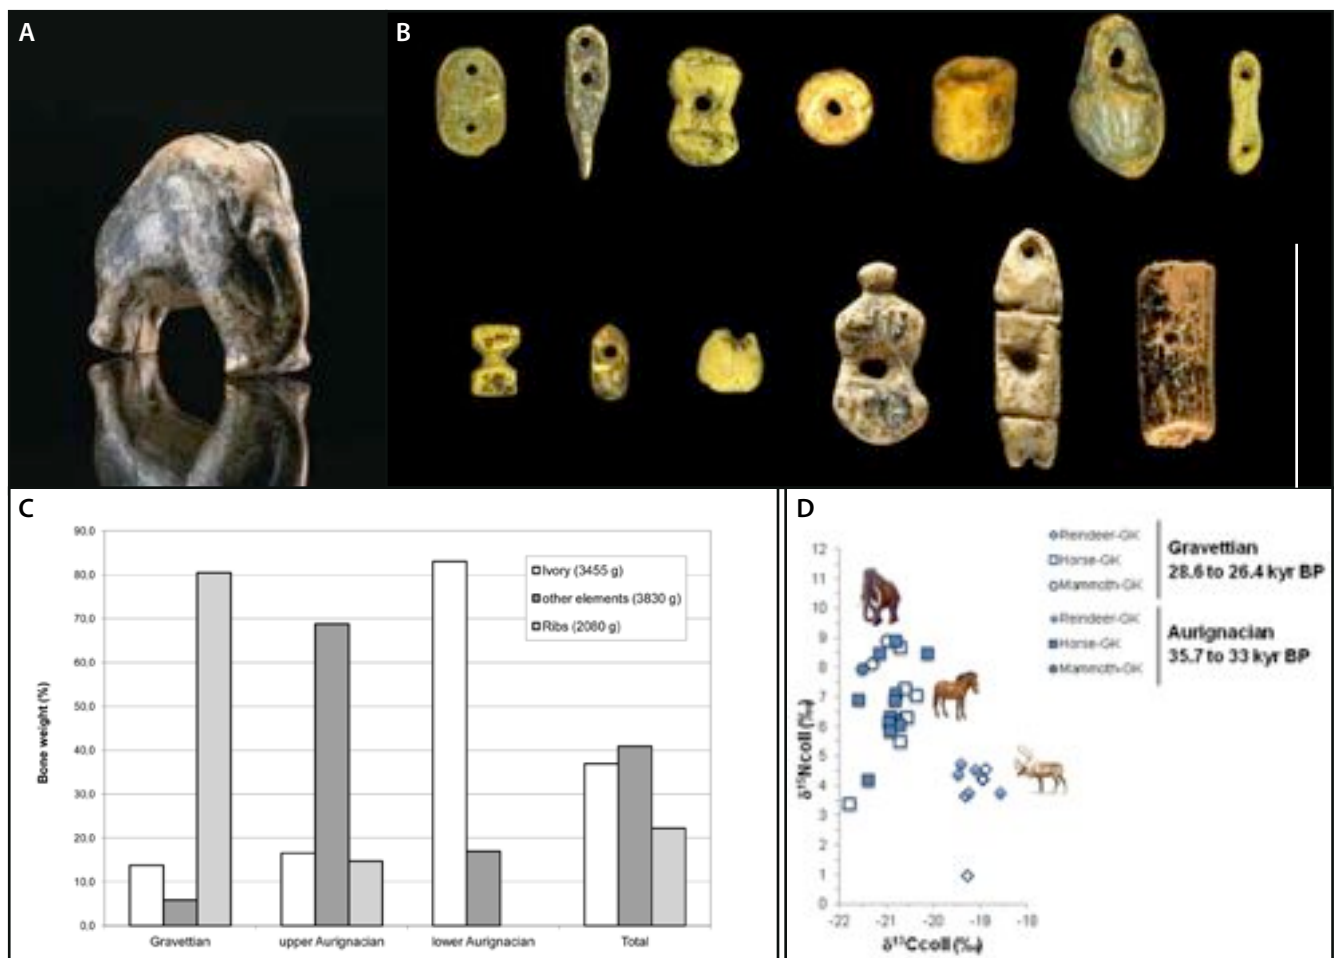 A
B
C
90,0
80,0
70,0
60,0
50,0
40,0
30,0
20,0
10,0
0,0
Bone weight (%)
Gravettian
upper Aurignacian
lower Aurignacian
Total
Ivory (3455 g)
other elements (3830 g)
Ribs (2080 g)
D
Reindeer-GK
Horse-GK
Mammoth-GK
Gravettian
28.6 to 26.4 kyr BP
Reindeer-GK
Horse-GK
Mammoth-GK
Aurignacian
35.7 to 33 kyr BP
12
11
10
9
8
7
6
5
4
3
2
1
0
δ¹⁵Ncoll (‰)
-22
-21
-20
-19
-18
δ¹³Ccoll (‰)